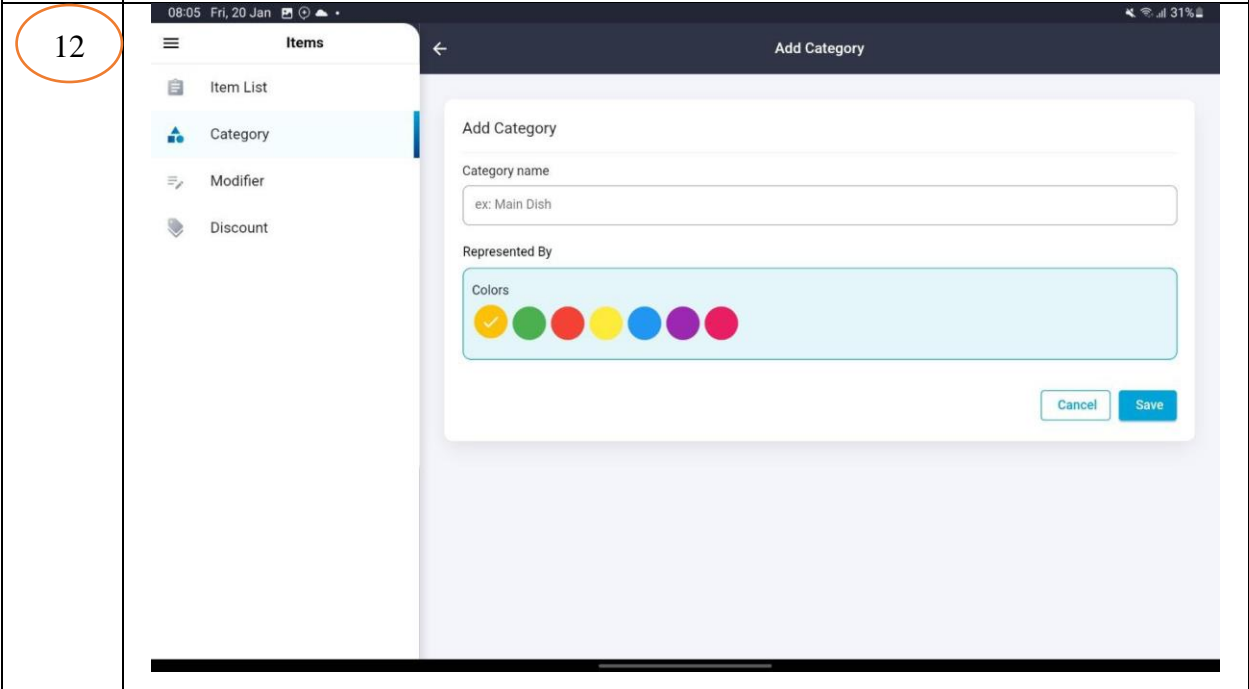 12
08:05 Fri, 20 Jan
31%
Items
Add Category
Item List
Category
Modifier
Discount
Add Category
Category name
ex: Main Dish
Represented By
Colors
Cancel
Save